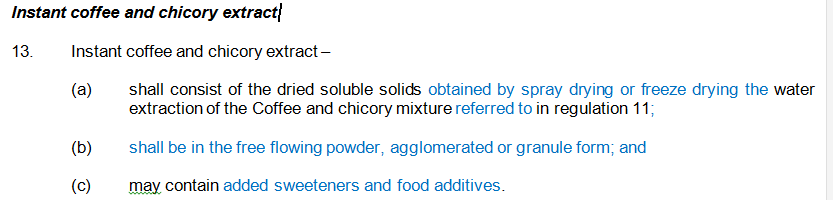 Instant coffee and chicory extract
13. Instant coffee and chicory extract –
(a) shall consist of the dried soluble solids obtained by spray drying or freeze drying the water
extraction of the Coffee and chicory mixture referred to in regulation 11;
(b) shall be in the free flowing powder, agglomerated or granule form; and
(c) may contain added sweeteners and food additives.